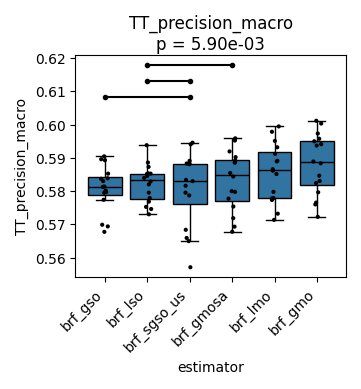 TT_precision_macro
p = 5.90e-03
0.62
0.61
0.60
0.59
0.58
0.57
0.56
TT_precision_macro
brf_gso
brf_lso
brf_sgso_us
brf_gmosa
brf_lmo
brf_gmo
estimator